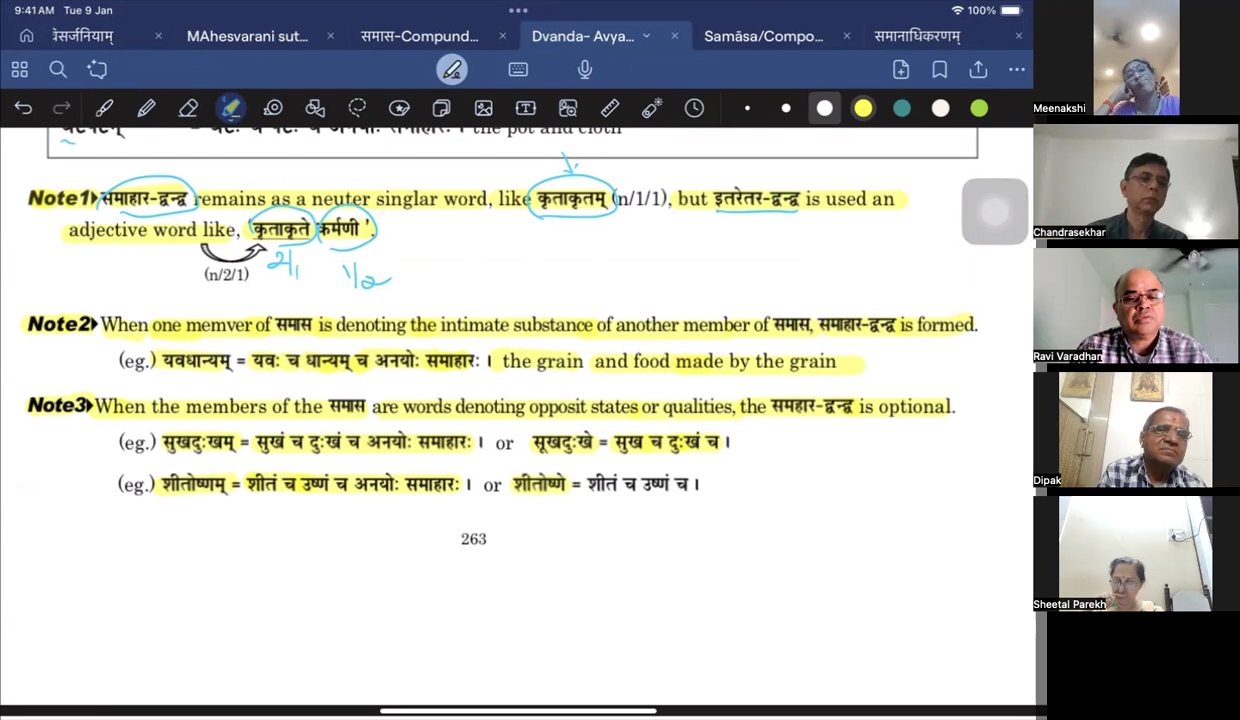 9:41 AM Tue 9 Jan
100%
वेसर्जनियाम्
MAhesvarani sut...
समास-Compund...
Dvanda- Avya...
Samāsa/Compo...
समानाधिकरणम्
the pot and cloth
Note1 समाहार-द्वन्द्व remains as a neuter singlar word, like कृताकृतम् (n/1/1), but इतरेतर-द्वन्द्व is used an
adjective word like, 'कृताकृते कर्मणी'.
(n/2/1)
1/2
Note2 When one memver of समास is denoting the intimate substance of another member of समास, समाहार-द्वन्द्व is formed.
(eg.) यवधान्यम् = यवः च धान्यम् च अनयोः समाहारः । the grain and food made by the grain
Note3 When the members of the समास are words denoting opposit states or qualities, the समहार-द्वन्द्व is optional.
(eg.) सुखदुःखम् = सुखं च दुःखं च अनयोः समाहारः । or सूखदुःखे = सुख च दुःखं च ।
(eg.) शीतोष्णम् = शीतं च उष्णं च अनयोः समाहारः । or शीतोष्णे = शीतं च उष्णं च ।
263
Meenakshi
Chandrasekhar
Ravi Varadhan
Dipak
Sheetal Parekh